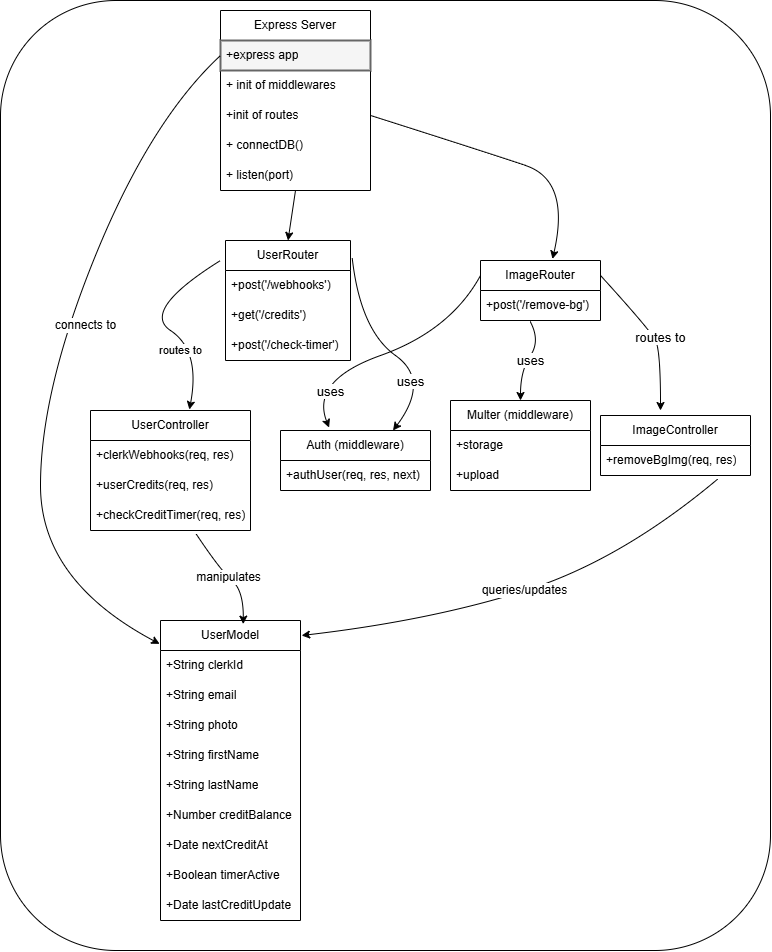 Express Server
+express app
+ init of middlewares
+init of routes
+ connectDB()
+ listen(port)
UserRouter
+post('/webhooks')
+get('/credits')
+post('/check-timer')
ImageRouter
+post('/remove-bg')
connects to
routes to
uses
uses
uses
routes to
UserController
+clerkWebhooks(req, res)
+userCredits(req, res)
+checkCreditTimer(req, res)
Auth (middleware)
+authUser(req, res, next)
Multer (middleware)
+storage
+upload
ImageController
+removeBgImg(req, res)
manipulates
queries/updates
UserModel
+String clerkId
+String email
+String photo
+String firstName
+String lastName
+Number creditBalance
+Date nextCreditAt
+Boolean timerActive
+Date lastCreditUpdate